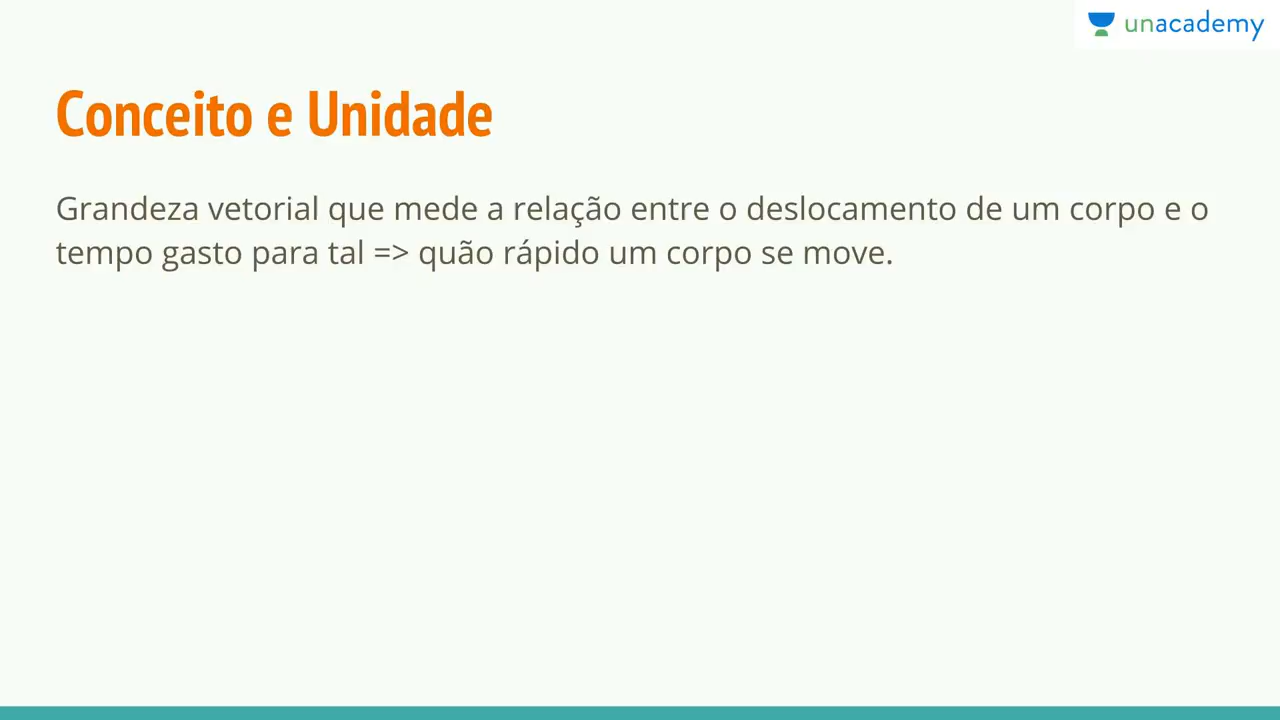 unacademy
Conceito e Unidade
Grandeza vetorial que mede a relação entre o deslocamento de um corpo e o
tempo gasto para tal => quão rápido um corpo se move.